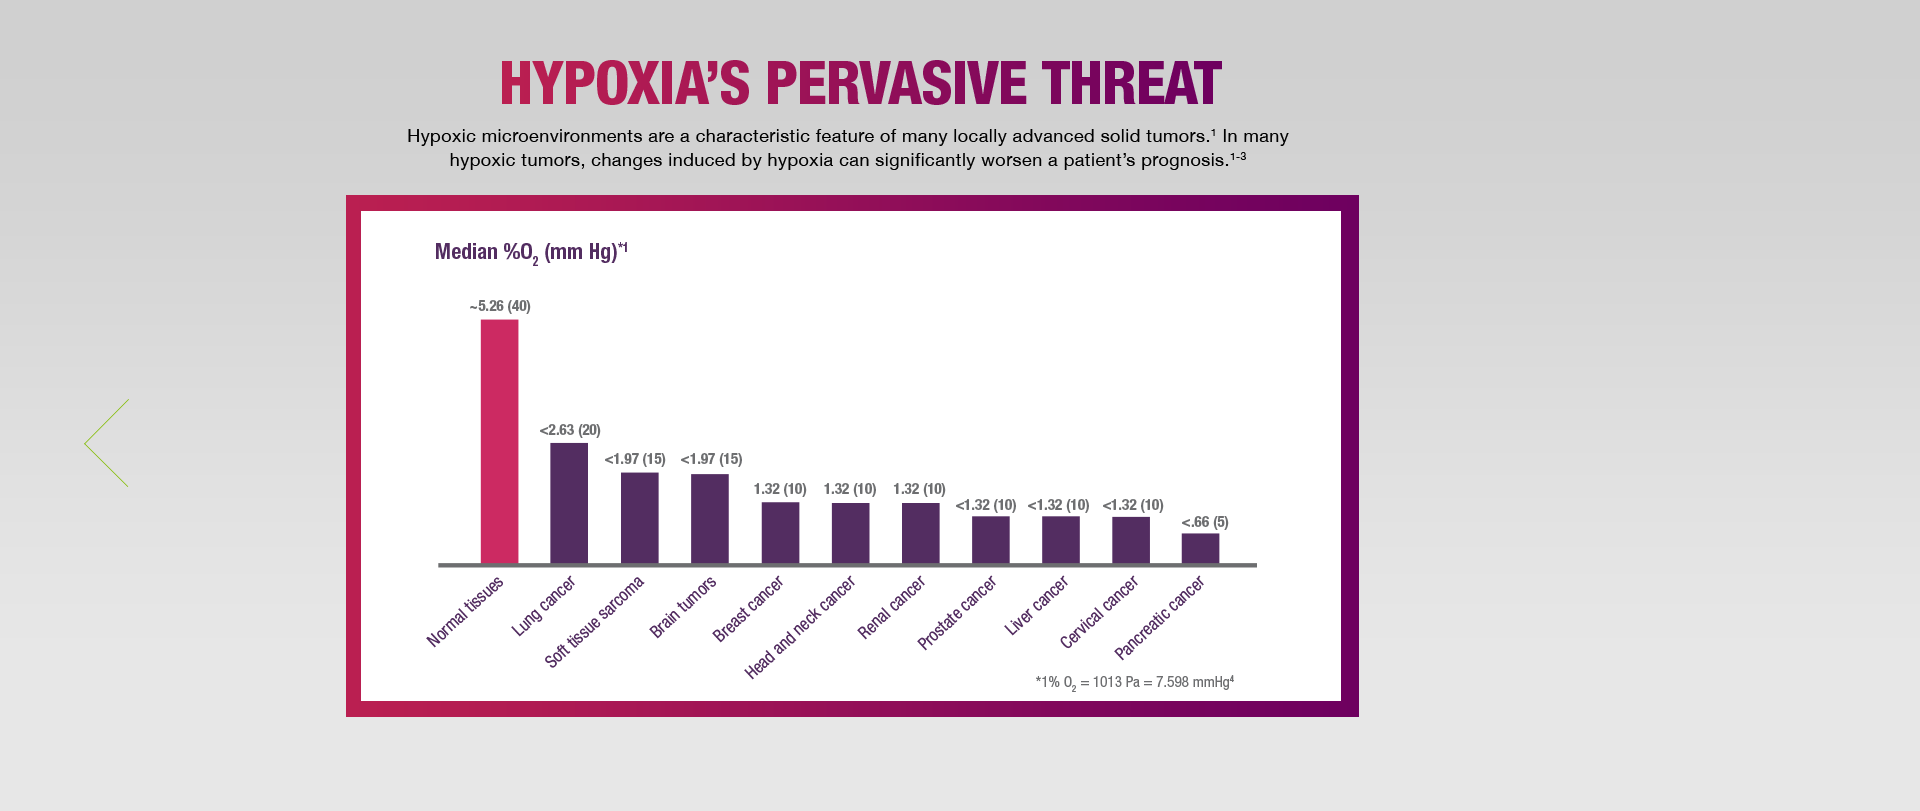 HYPOXIA’S PERVASIVE THREAT
Hypoxic microenvironments are a characteristic feature of many locally advanced solid tumors.¹ In many
hypoxic tumors, changes induced by hypoxia can significantly worsen a patient’s prognosis.¹⁻³
Median %O₂ (mm Hg)*¹
~5.26 (40)
<2.63 (20)
<1.97 (15)
<1.97 (15)
1.32 (10)
1.32 (10)
1.32 (10)
<1.32 (10)
<1.32 (10)
<1.32 (10)
<.66 (5)
Normal tissues
Lung cancer
Soft tissue sarcoma
Brain tumors
Breast cancer
Head and neck cancer
Renal cancer
Prostate cancer
Liver cancer
Cervical cancer
Pancreatic cancer
*1% O₂ = 1013 Pa = 7.598 mmHg⁴